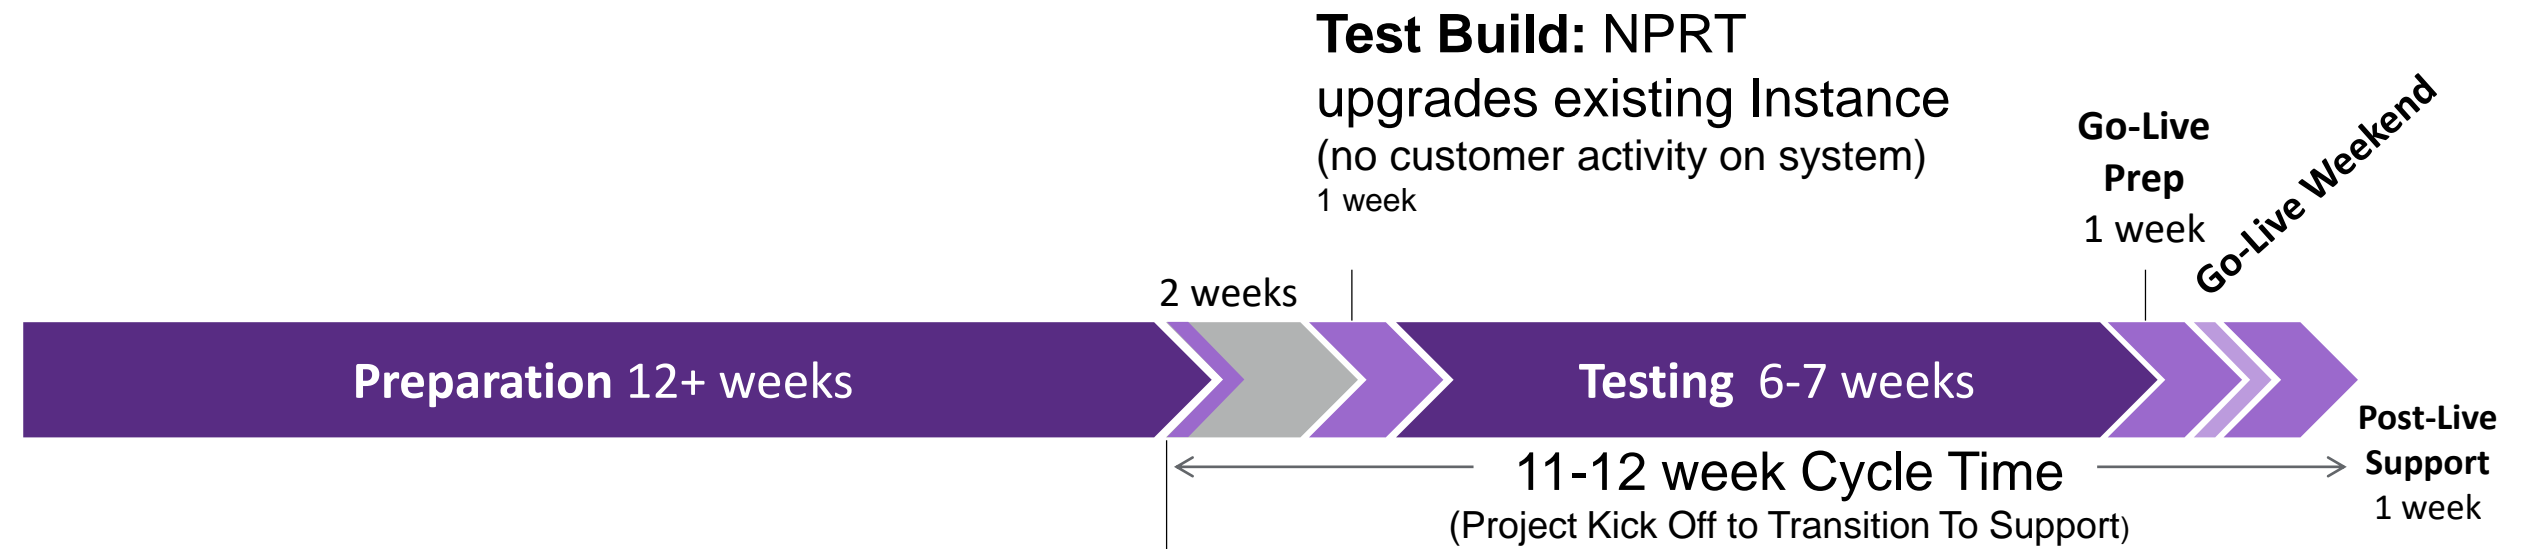 Test Build: NPRT
upgrades existing Instance
(no customer activity on system)
1 week
Go-Live
Prep
1 week
Go-Live Weekend
2 weeks
Preparation 12+ weeks
Testing 6-7 weeks
Post-Live
Support
1 week
11-12 week Cycle Time
(Project Kick Off to Transition To Support)